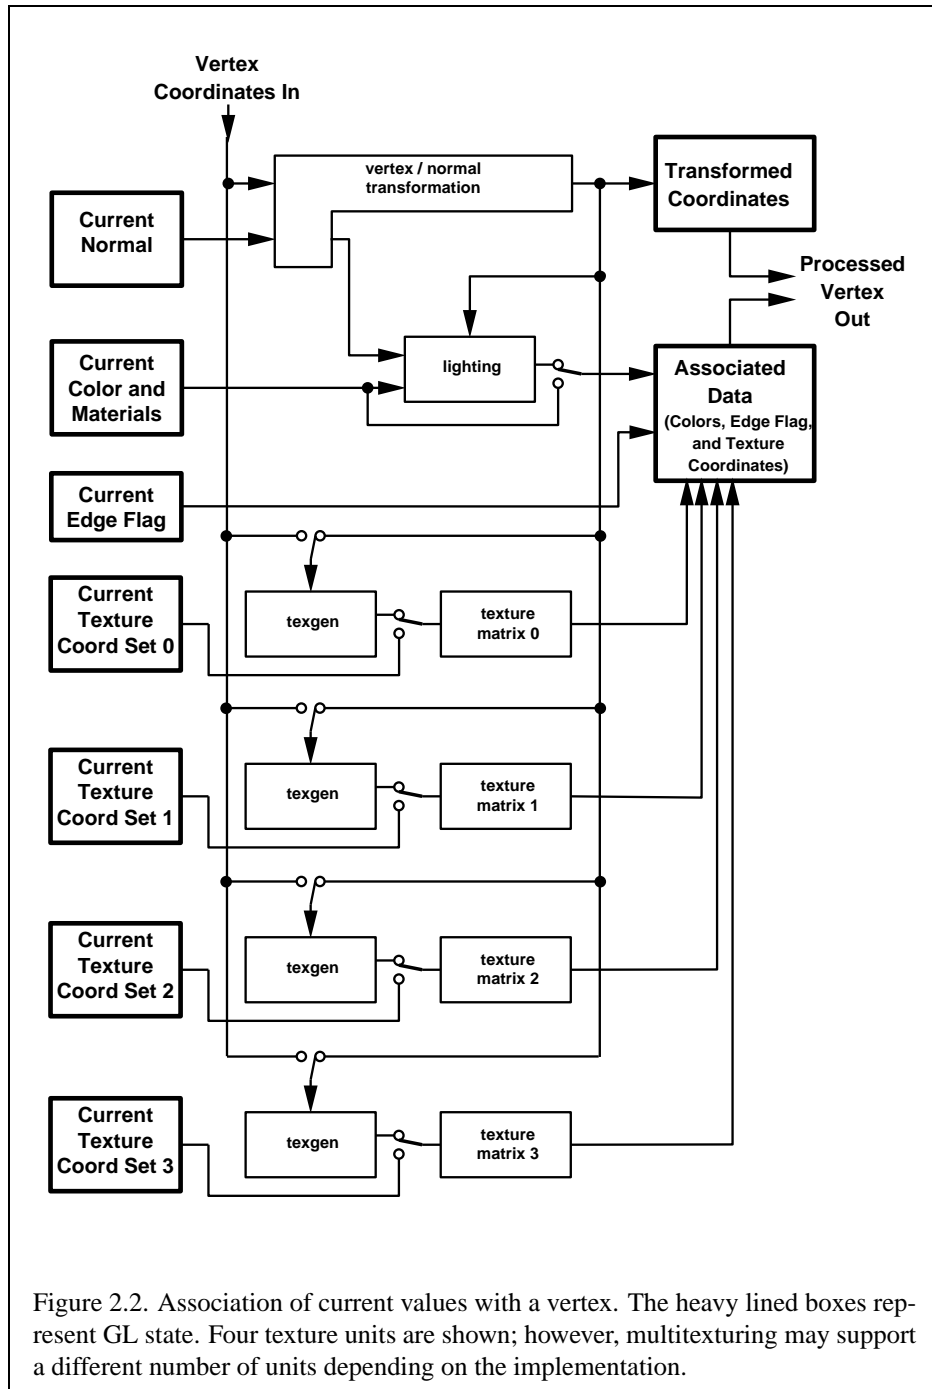 Vertex
Coordinates In
vertex / normal
transformation
Transformed
Coordinates
Current
Normal
Processed
Vertex
Out
Current
Color and
Materials
lighting
Associated
Data
(Colors, Edge Flag,
and Texture
Coordinates)
Current
Edge Flag
Current
Texture
Coord Set 0
texgen
texture
matrix 0
Current
Texture
Coord Set 1
texgen
texture
matrix 1
Current
Texture
Coord Set 2
texgen
texture
matrix 2
Current
Texture
Coord Set 3
texgen
texture
matrix 3
Figure 2.2. Association of current values with a vertex. The heavy lined boxes rep-
resent GL state. Four texture units are shown; however, multitexturing may support
a different number of units depending on the implementation.